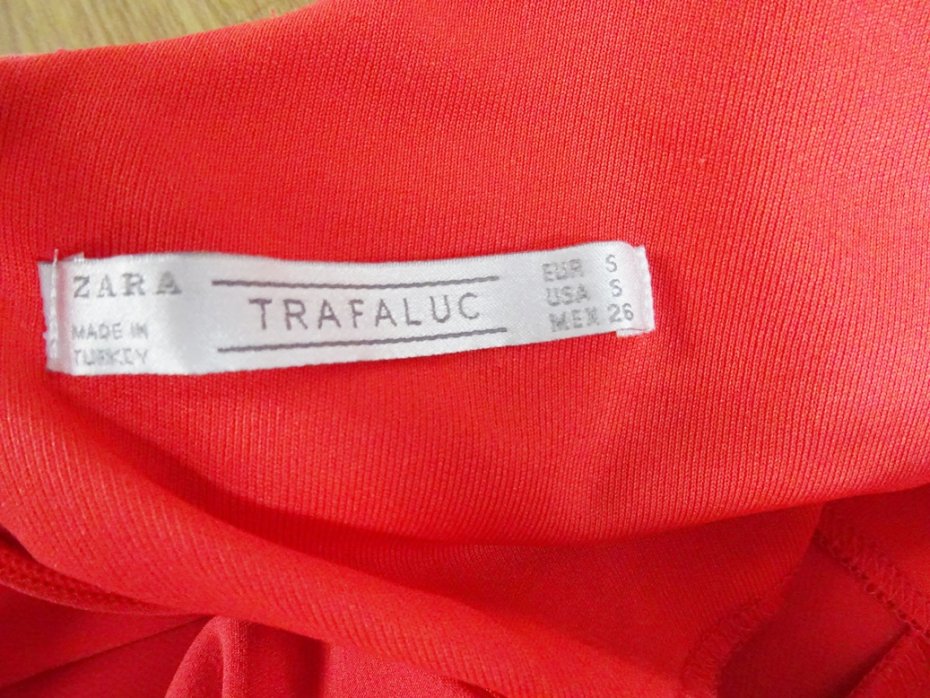 ZARA
MADE IN
TURKEY
TRAFALUC
EUR S
USA S
MEX 26